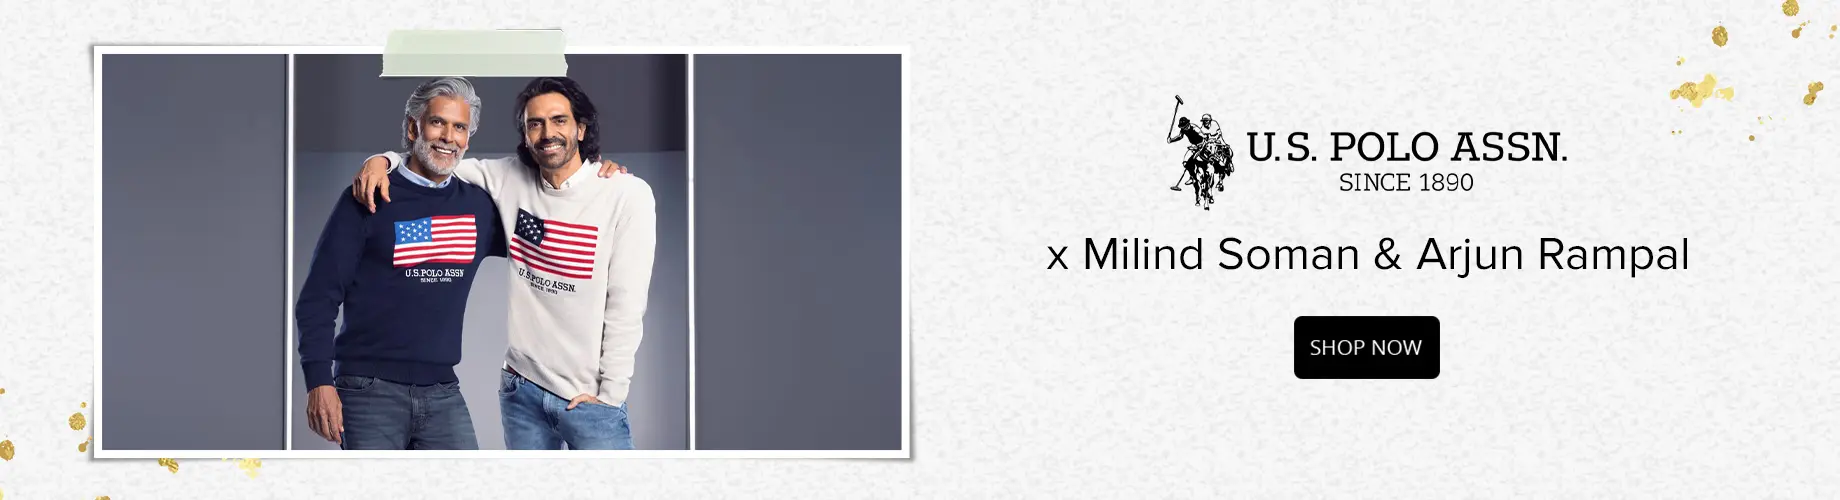 U.S.POLO ASSN
SINCE 1890
U.S.POLO ASSN.
SINCE 1890
U.S. POLO ASSN.
SINCE 1890
x Milind Soman & Arjun Rampal
SHOP NOW